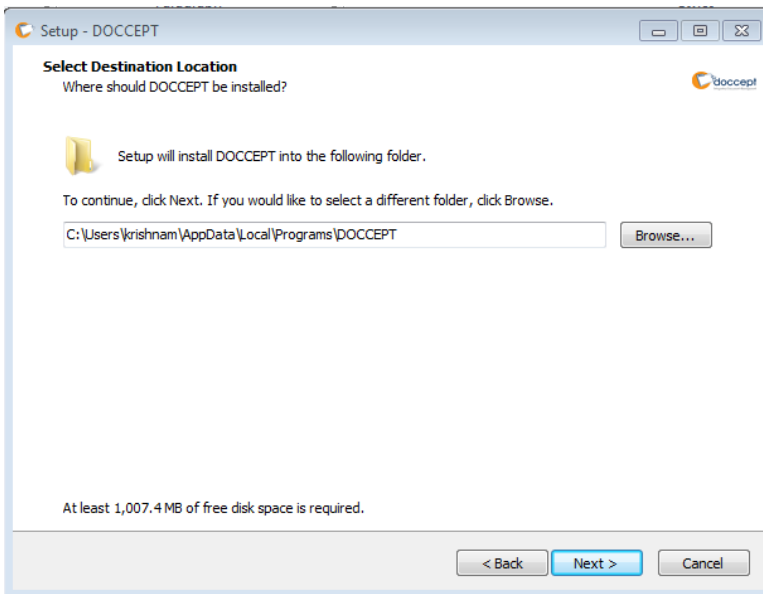 Setup - DOCCEPT
Select Destination Location
Where should DOCCEPT be installed?
doccept
Setup will install DOCCEPT into the following folder.
To continue, click Next. If you would like to select a different folder, click Browse.
C:\Users\krishnam\AppData\Local\Programs\DOCCEPT
Browse...
At least 1,007.4 MB of free disk space is required.
< Back
Next >
Cancel